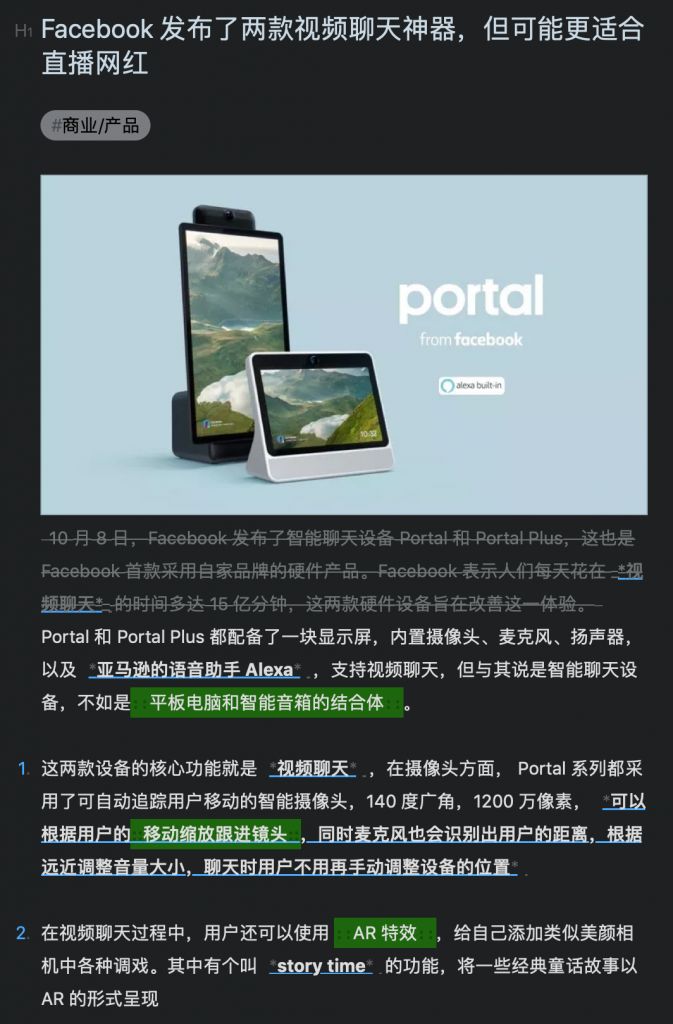 H1 Facebook 发布了两款视频聊天神器，但可能更适合
直播网红
#商业/产品
portal
from facebook
alexa built-in
10:32
10 月 8 日，Facebook 发布了智能聊天设备 Portal 和 Portal Plus，这也是
Facebook 首款采用自家品牌的硬件产品。Facebook 表示人们每天花在 _*视
频聊天*_ 的时间多达 15 亿分钟，这两款硬件设备旨在改善这一体验。
Portal 和 Portal Plus 都配备了一块显示屏，内置摄像头、麦克风、扬声器，
以及 _*亚马逊的语音助手 Alexa*_ ，支持视频聊天，但与其说是智能聊天设
备，不如是 ::平板电脑和智能音箱的结合体:: 。
1. 这两款设备的核心功能就是 _*视频聊天*_ ，在摄像头方面， Portal 系列都采
用了可自动追踪用户移动的智能摄像头，140 度广角，1200 万像素， _*可以
根据用户的::移动缩放跟进镜头::，同时麦克风也会识别出用户的距离，根据
远近调整音量大小，聊天时用户不用再手动调整设备的位置*_
2. 在视频聊天过程中，用户还可以使用 ::AR 特效::，给自己添加类似美颜相
机中各种调戏。其中有个叫 _*story time*_ 的功能，将一些经典童话故事以
AR 的形式呈现